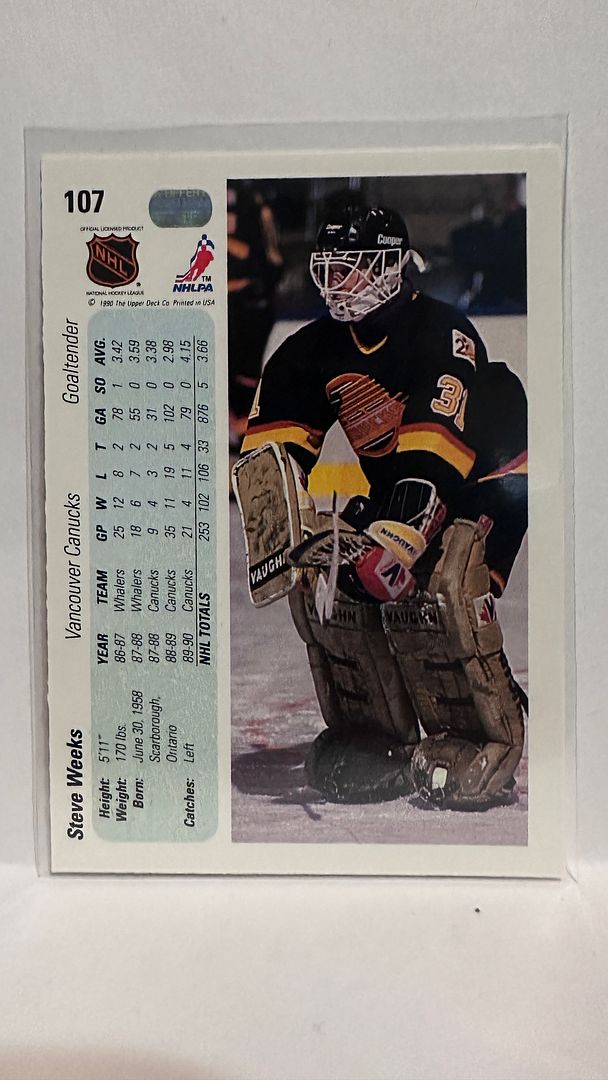 107
OFFICIAL LICENSED PRODUCT
NHL
®
NATIONAL HOCKEY LEAGUE
TM
NHLPA
© 1990 The Upper Deck Co. Printed in USA
Steve Weeks Vancouver Canucks Goaltender
Height: 5'11"
Weight: 170 lbs.
Born: June 30, 1958
Scarborough,
Ontario
Catches: Left
YEAR TEAM GP W L T GA SO AVG.
86-87 Whalers 25 12 8 2 78 1 3.42
87-88 Whalers 18 6 7 2 55 0 3.59
87-88 Canucks 9 4 3 2 31 0 3.38
88-89 Canucks 35 11 19 5 102 0 2.98
89-90 Canucks 21 4 11 4 79 0 4.15
NHL TOTALS 253 102 106 33 876 5 3.66
Cooper
Cooper
31
CANUCKS
VAUGHN
VAUGHN
VAUGHN